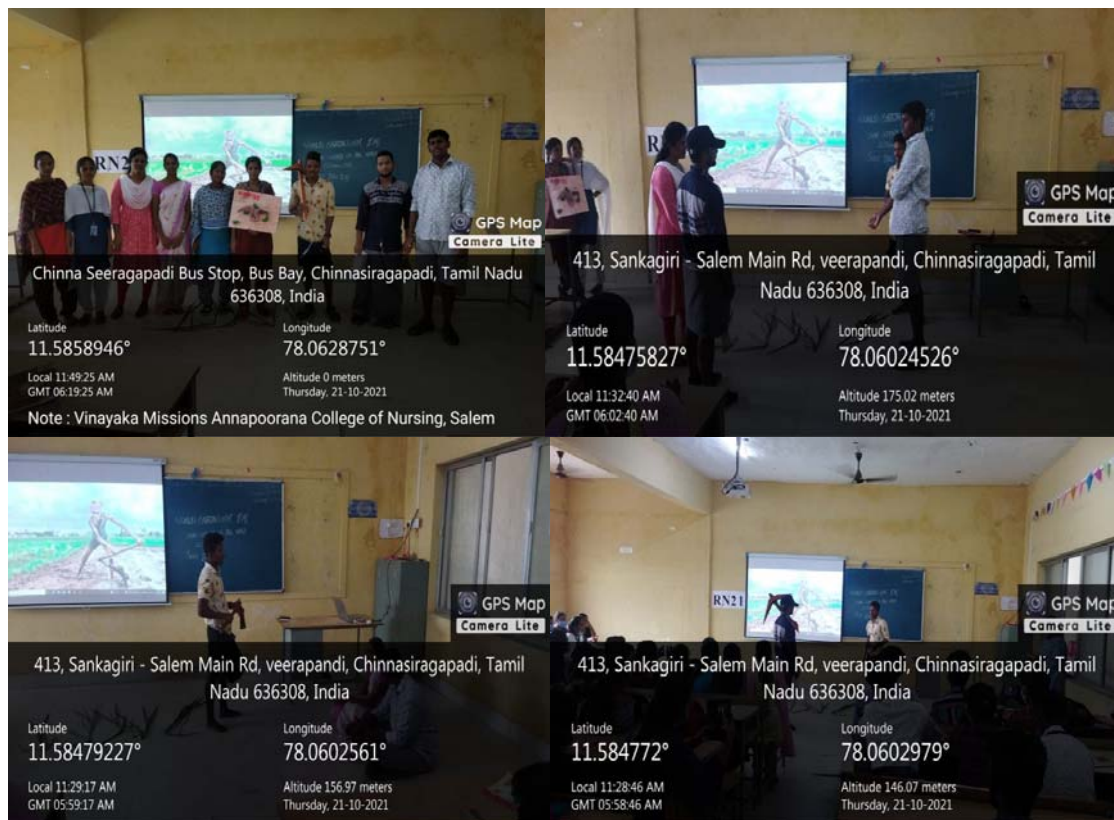 RN2
GPS Map
Camera Lite
Chinna Seeragapadi Bus Stop, Bus Bay, Chinnasiragapadi, Tamil Nadu
636308, India
Latitude
11.5858946°
Longitude
78.0628751°
Local 11:49:25 AM
GMT 06:19:25 AM
Altitude 0 meters
Thursday, 21-10-2021
Note : Vinayaka Missions Annapoorana College of Nursing, Salem
GPS Map
Camera Lite
413, Sankagiri - Salem Main Rd, veerapandi, Chinnasiragapadi, Tamil
Nadu 636308, India
Latitude
11.58475827°
Longitude
78.06024526°
Local 11:32:40 AM
GMT 06:02:40 AM
Altitude 175.02 meters
Thursday, 21-10-2021
GPS Map
Camera Lite
413, Sankagiri - Salem Main Rd, veerapandi, Chinnasiragapadi, Tamil
Nadu 636308, India
Latitude
11.58479227°
Longitude
78.0602561°
Local 11:29:17 AM
GMT 05:59:17 AM
Altitude 156.97 meters
Thursday, 21-10-2021
RN21
GPS Map
Camera Lite
413, Sankagiri - Salem Main Rd, veerapandi, Chinnasiragapadi, Tamil
Nadu 636308, India
Latitude
11.584772°
Longitude
78.0602979°
Local 11:28:46 AM
GMT 05:58:46 AM
Altitude 146.07 meters
Thursday, 21-10-2021